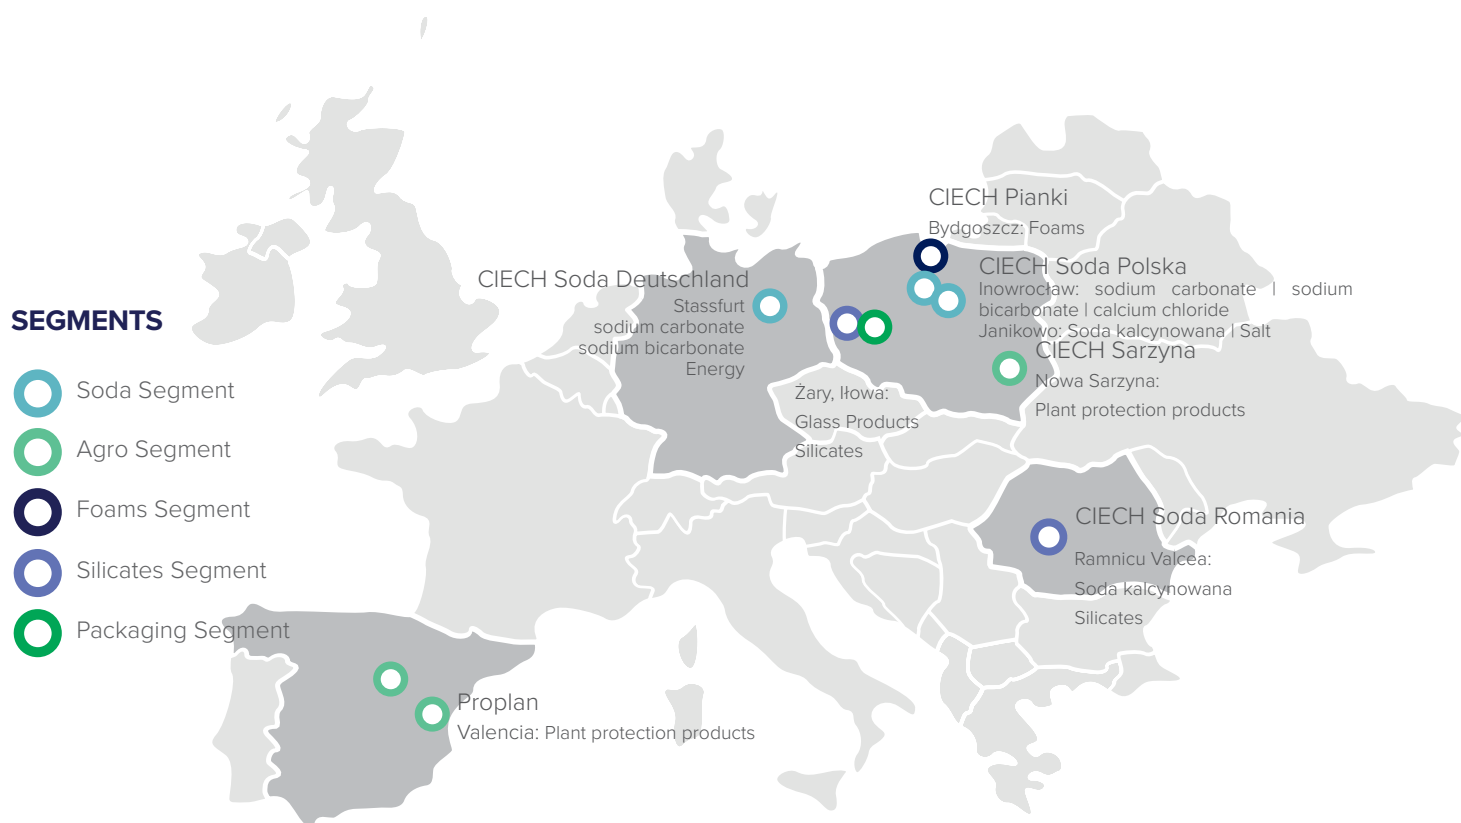 SEGMENTS
Soda Segment
Agro Segment
Foams Segment
Silicates Segment
Packaging Segment
CIECH Soda Deutschland
Stassfurt
sodium carbonate
sodium bicarbonate
Energy
CIECH Pianki
Bydgoszcz: Foams
CIECH Soda Polska
Inowrocław: sodium carbonate | sodium
bicarbonate | calcium chloride
Janikowo: Soda kalcynowana | Salt
CIECH Sarzyna
Nowa Sarzyna:
Plant protection products
Żary, Iłowa:
Glass Products
Silicates
CIECH Soda Romania
Ramnicu Valcea:
Soda kalcynowana
Silicates
Proplan
Valencia: Plant protection products